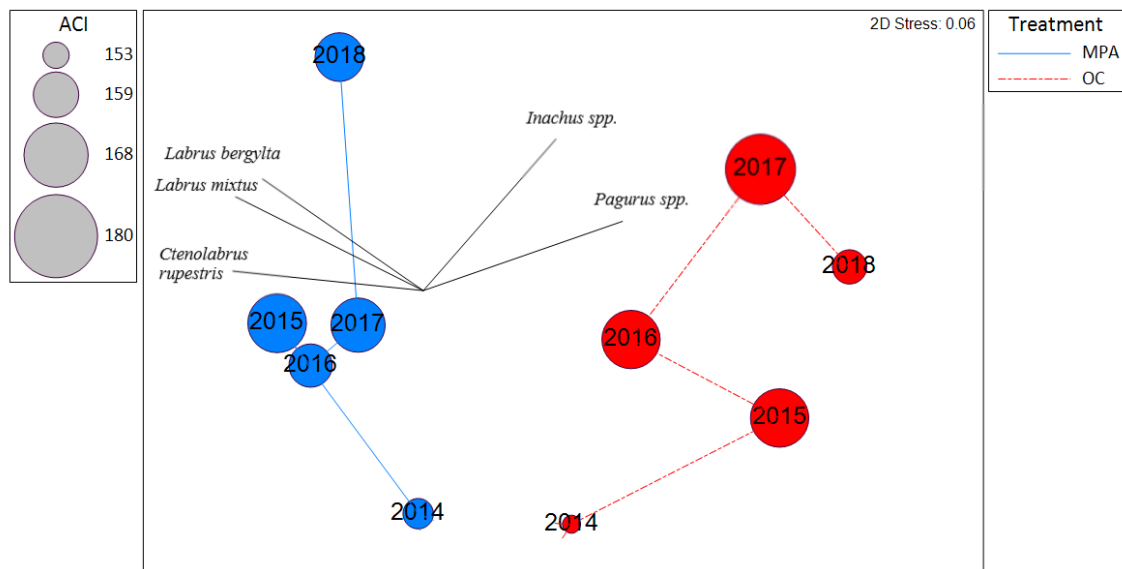 ACI
153
159
168
180
2D Stress: 0.06
Treatment
MPA
OC
2018
Inachus spp.
Labrus bergylta
Labrus mixtus
Pagurus spp.
Ctenolabrus
rupestris
2017
2018
2015
2017
2016
2016
2015
2014
2014